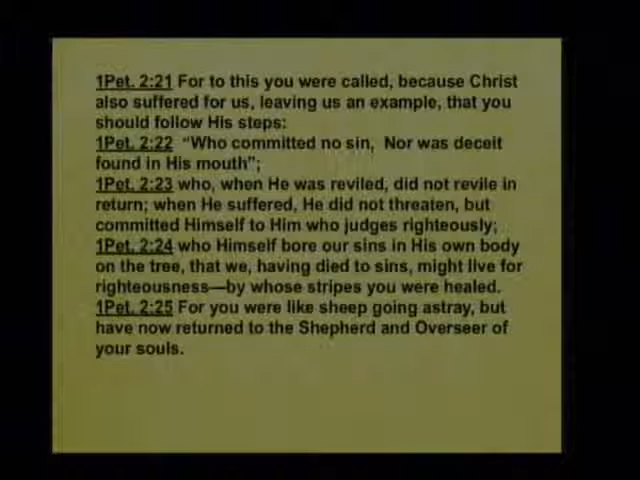 1Pet. 2:21 For to this you were called, because Christ
also suffered for us, leaving us an example, that you
should follow His steps:
1Pet. 2:22 “Who committed no sin, Nor was deceit
found in His mouth”;
1Pet. 2:23 who, when He was reviled, did not revile in
return; when He suffered, He did not threaten, but
committed Himself to Him who judges righteously;
1Pet. 2:24 who Himself bore our sins in His own body
on the tree, that we, having died to sins, might live for
righteousness—by whose stripes you were healed.
1Pet. 2:25 For you were like sheep going astray, but
have now returned to the Shepherd and Overseer of
your souls.